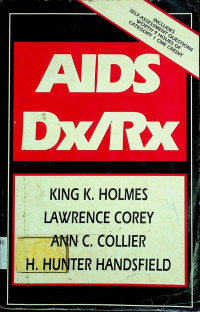 INCLUDES
SELF-ASSESSMENT QUESTIONS
WORTH 9 HOURS OF
CATEGORY 1 CME CREDIT
AIDS
Dx/Rx
KING K. HOLMES
LAWRENCE COREY
ANN C. COLLIER
H. HUNTER HANDSFIELD